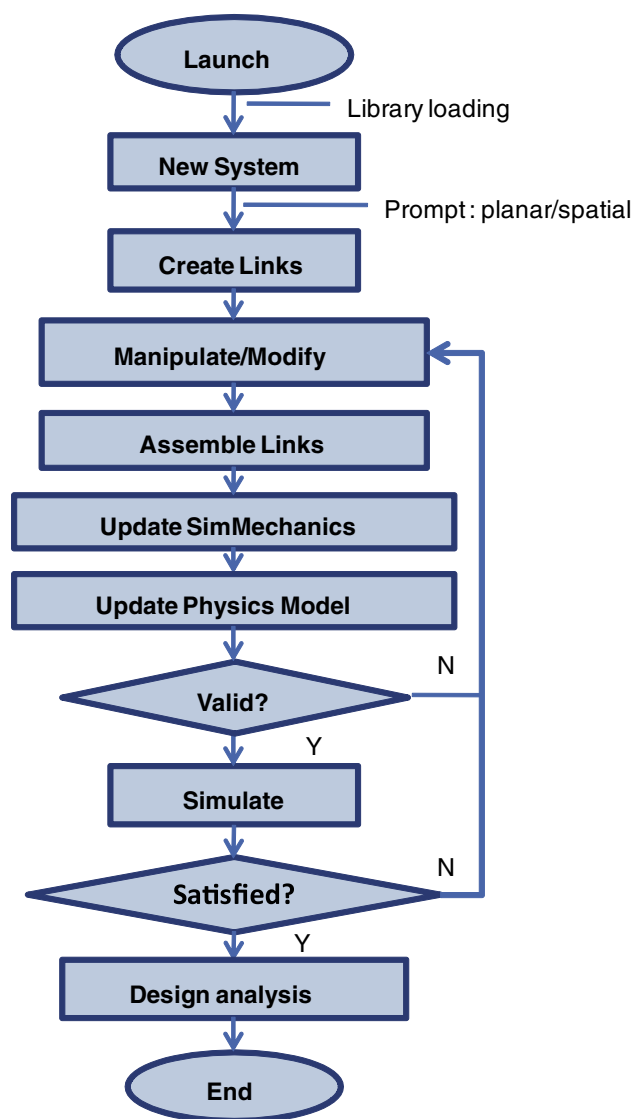 Launch
Library loading
New System
Prompt : planar/spatial
Create Links
Manipulate/Modify
Assemble Links
Update SimMechanics
Update Physics Model
N
Valid?
Y
Simulate
N
Satisfied?
Y
Design analysis
End